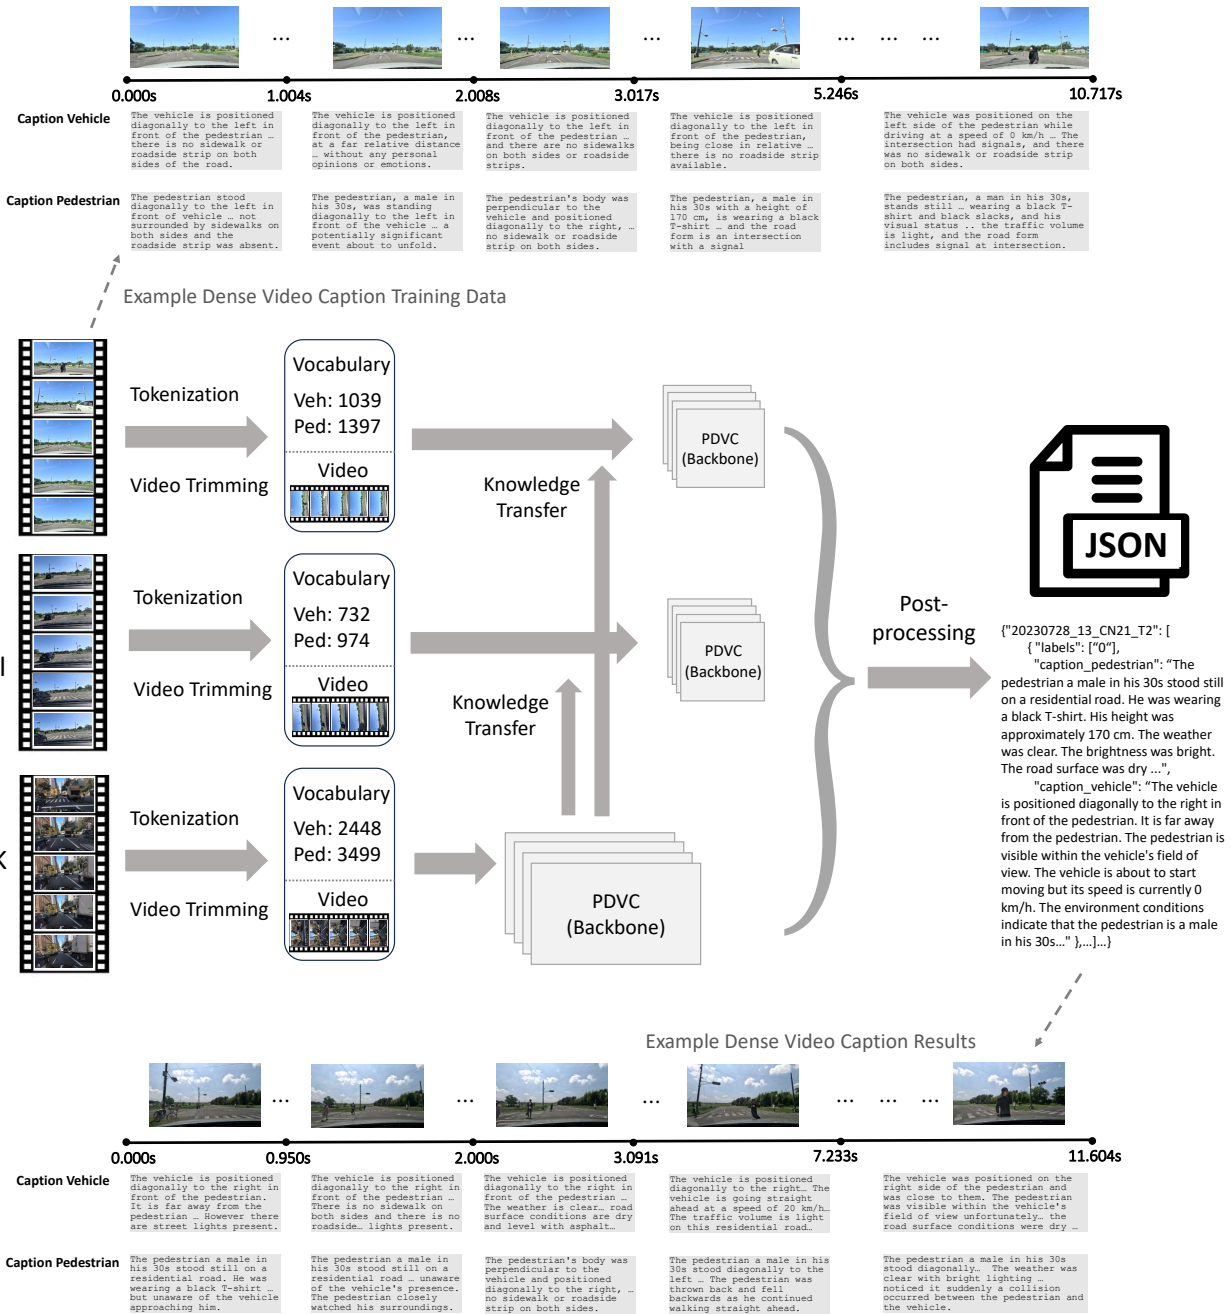 ... ... ... ... ... ...
0.000s 1.004s 2.008s 3.017s 5.246s 10.717s
Caption Vehicle
The vehicle is positioned
diagonally to the left in
front of the pedestrian …
there is no sidewalk or
roadside strip on both
sides of the road.
The vehicle is positioned
diagonally to the left in
front of the pedestrian,
at a far relative distance
… without any personal
opinions or emotions.
The vehicle is positioned
diagonally to the left in
front of the pedestrian …
and there are no sidewalks
on both sides or roadside
strips.
The vehicle is positioned
diagonally to the left in
front of the pedestrian,
being close in relative …
there is no roadside strip
available.
The vehicle was positioned on the
left side of the pedestrian while
driving at a speed of 0 km/h … The
intersection had signals, and there
was no sidewalk or roadside strip
on both sides.
Caption Pedestrian
The pedestrian stood
diagonally to the left in
front of vehicle … not
surrounded by sidewalks on
both sides and the
roadside strip was absent.
The pedestrian, a male in
his 30s, was standing
diagonally to the left in
front of the vehicle … a
potentially significant
event about to unfold.
The pedestrian's body was
perpendicular to the
vehicle and positioned
diagonally to the right, …
no sidewalk or roadside
strip on both sides.
The pedestrian, a male in
his 30s with a height of
170 cm, is wearing a black
T-shirt … and the road
form is an intersection
with a signal
The pedestrian, a man in his 30s,
stands still … wearing a black T-
shirt and black slacks, and his
visual status .. the traffic volume
is light, and the road form
includes signal at intersection.
Example Dense Video Caption Training Data
Tokenization
Video Trimming
Vocabulary
Veh: 1039
Ped: 1397
Video
Knowledge
Transfer
PDVC
(Backbone)
JSON
Tokenization
Video Trimming
Vocabulary
Veh: 732
Ped: 974
Video
Knowledge
Transfer
PDVC
(Backbone)
Post-
processing
l
Tokenization
Video Trimming
Vocabulary
Veh: 2448
Ped: 3499
Video
PDVC
(Backbone)
{"20230728_13_CN21_T2": [
{ "labels": ["0"],
"caption_pedestrian": “The
pedestrian a male in his 30s stood still
on a residential road. He was wearing
a black T-shirt. His height was
approximately 170 cm. The weather
was clear. The brightness was bright.
The road surface was dry ...",
"caption_vehicle": “The vehicle
is positioned diagonally to the right in
front of the pedestrian. It is far away
from the pedestrian. The pedestrian is
visible within the vehicle's field of
view. The vehicle is about to start
moving but its speed is currently 0
km/h. The environment conditions
indicate that the pedestrian is a male
in his 30s..." },...]...}
Example Dense Video Caption Results
... ... ... ... ... ...
0.000s 0.950s 2.000s 3.091s 7.233s 11.604s
Caption Vehicle
The vehicle is positioned
diagonally to the right in
front of the pedestrian.
It is far away from the
pedestrian … However there
are street lights present.
The vehicle is positioned
diagonally to the right in
front of the pedestrian …
There is no sidewalk on
both sides and there is no
roadside… lights present.
The vehicle is positioned
diagonally to the right in
front of the pedestrian …
The weather is clear… road
surface conditions are dry
and level with asphalt…
The vehicle is positioned
diagonally to the right… The
vehicle is going straight
ahead at a speed of 20 km/h…
The traffic volume is light
on this residential road…
The vehicle was positioned on the
right side of the pedestrian and
was close to them. The pedestrian
was visible within the vehicle's
field of view unfortunately… the
road surface conditions were dry …
Caption Pedestrian
The pedestrian a male in
his 30s stood still on a
residential road. He was
wearing a black T-shirt …
but unaware of the vehicle
approaching him.
The pedestrian a male in
his 30s stood still on a
residential road … unaware
of the vehicle's presence.
The pedestrian closely
watched his surroundings.
The pedestrian's body was
perpendicular to the
vehicle and positioned
diagonally to the right, …
no sidewalk or roadside
strip on both sides.
The pedestrian a male in his
30s stood diagonally to the
left … The pedestrian was
thrown back and fell
backwards as he continued
walking straight ahead.
The pedestrian a male in his 30s
stood diagonally… The weather was
clear with bright lighting …
noticed it suddenly a collision
occurred between the pedestrian and
the vehicle.